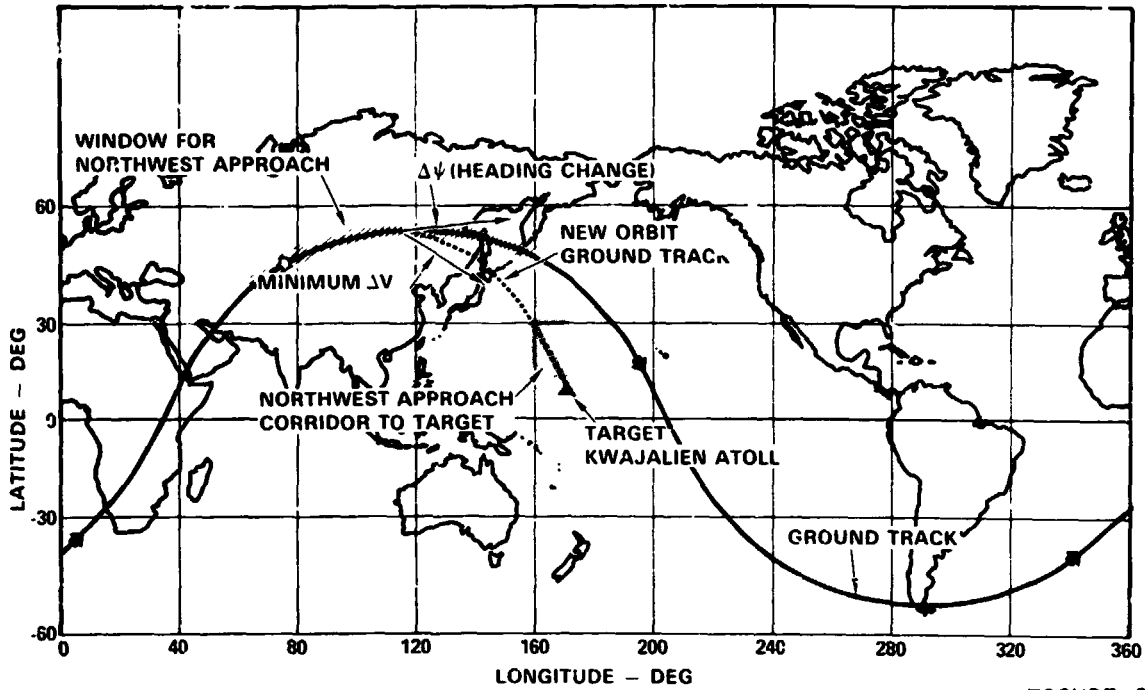 WINDOW FOR
NORTHWEST APPROACH
Δψ (HEADING CHANGE)
NEW ORBIT
GROUND TRACK
MINIMUM ΔV
NORTHWEST APPROACH
CORRIDOR TO TARGET
TARGET
KWAJALIEN ATOLL
GROUND TRACK
LATITUDE – DEG
60
30
0
-30
-60
0
40
80
120
160
200
240
280
320
360
LONGITUDE – DEG